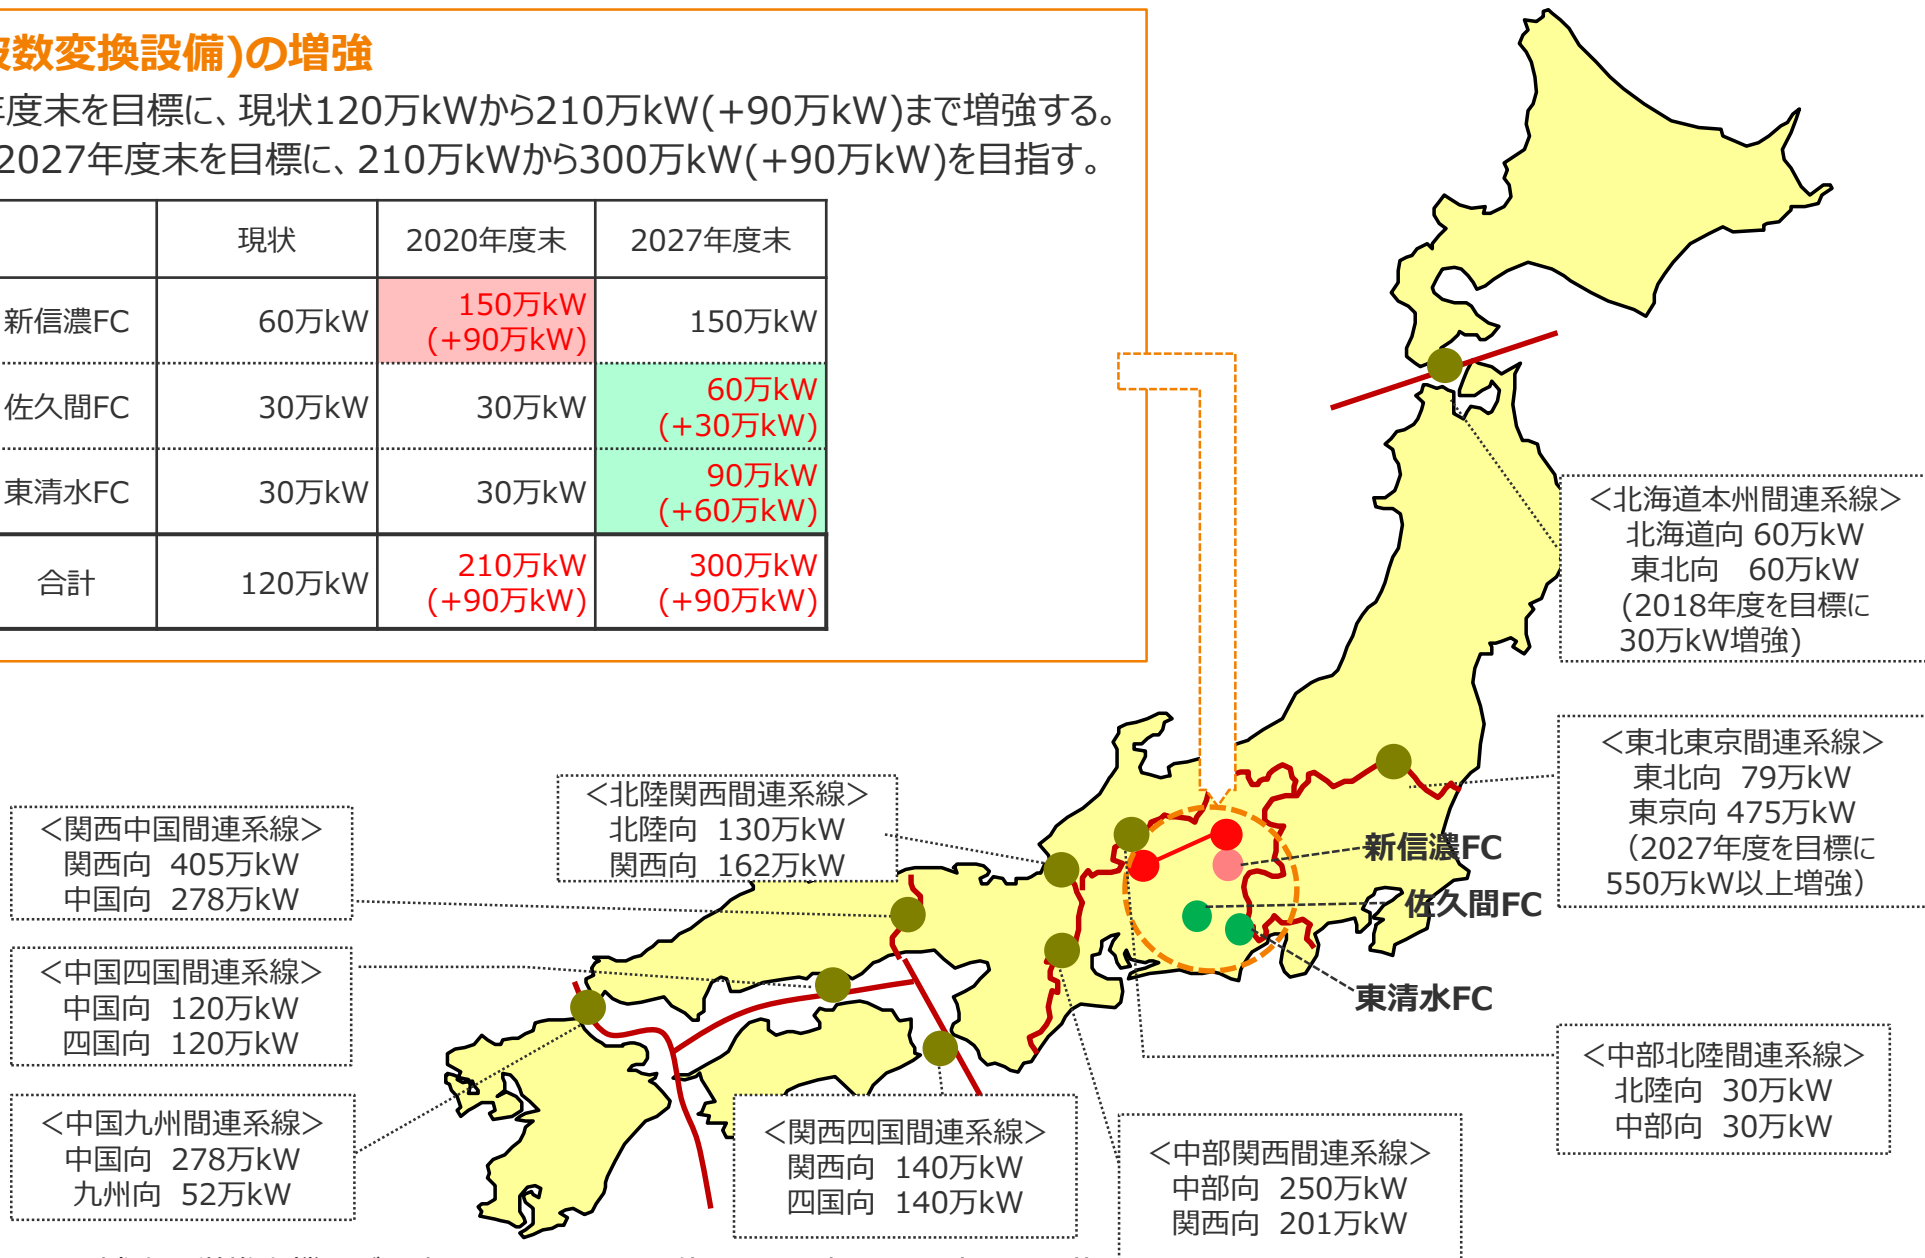 数変換設備)の増強
年度末を目標に、現状120万kWから210万kW(+90万kW)まで増強する。
2027年度末を目標に、210万kWから300万kW(+90万kW)を目指す。
現状 2020年度末 2027年度末
新信濃FC 60万kW 150万kW (+90万kW) 150万kW
佐久間FC 30万kW 30万kW 60万kW (+30万kW)
東清水FC 30万kW 30万kW 90万kW (+60万kW)
合計 120万kW 210万kW (+90万kW) 300万kW (+90万kW)
<北海道本州間連系線>
北海道向 60万kW
東北向 60万kW
(2018年度を目標に
30万kW増強)
<東北東京間連系線>
東北向 79万kW
東京向 475万kW
(2027年度を目標に
550万kW以上増強)
<北陸関西間連系線>
北陸向 130万kW
関西向 162万kW
<関西中国間連系線>
関西向 405万kW
中国向 278万kW
新信濃FC
佐久間FC
東清水FC
<中国四国間連系線>
中国向 120万kW
四国向 120万kW
<中国九州間連系線>
中国向 278万kW
九州向 52万kW
<関西四国間連系線>
関西向 140万kW
四国向 140万kW
<中部関西間連系線>
中部向 250万kW
関西向 201万kW
<中部北陸間連系線>
北陸向 30万kW
中部向 30万kW